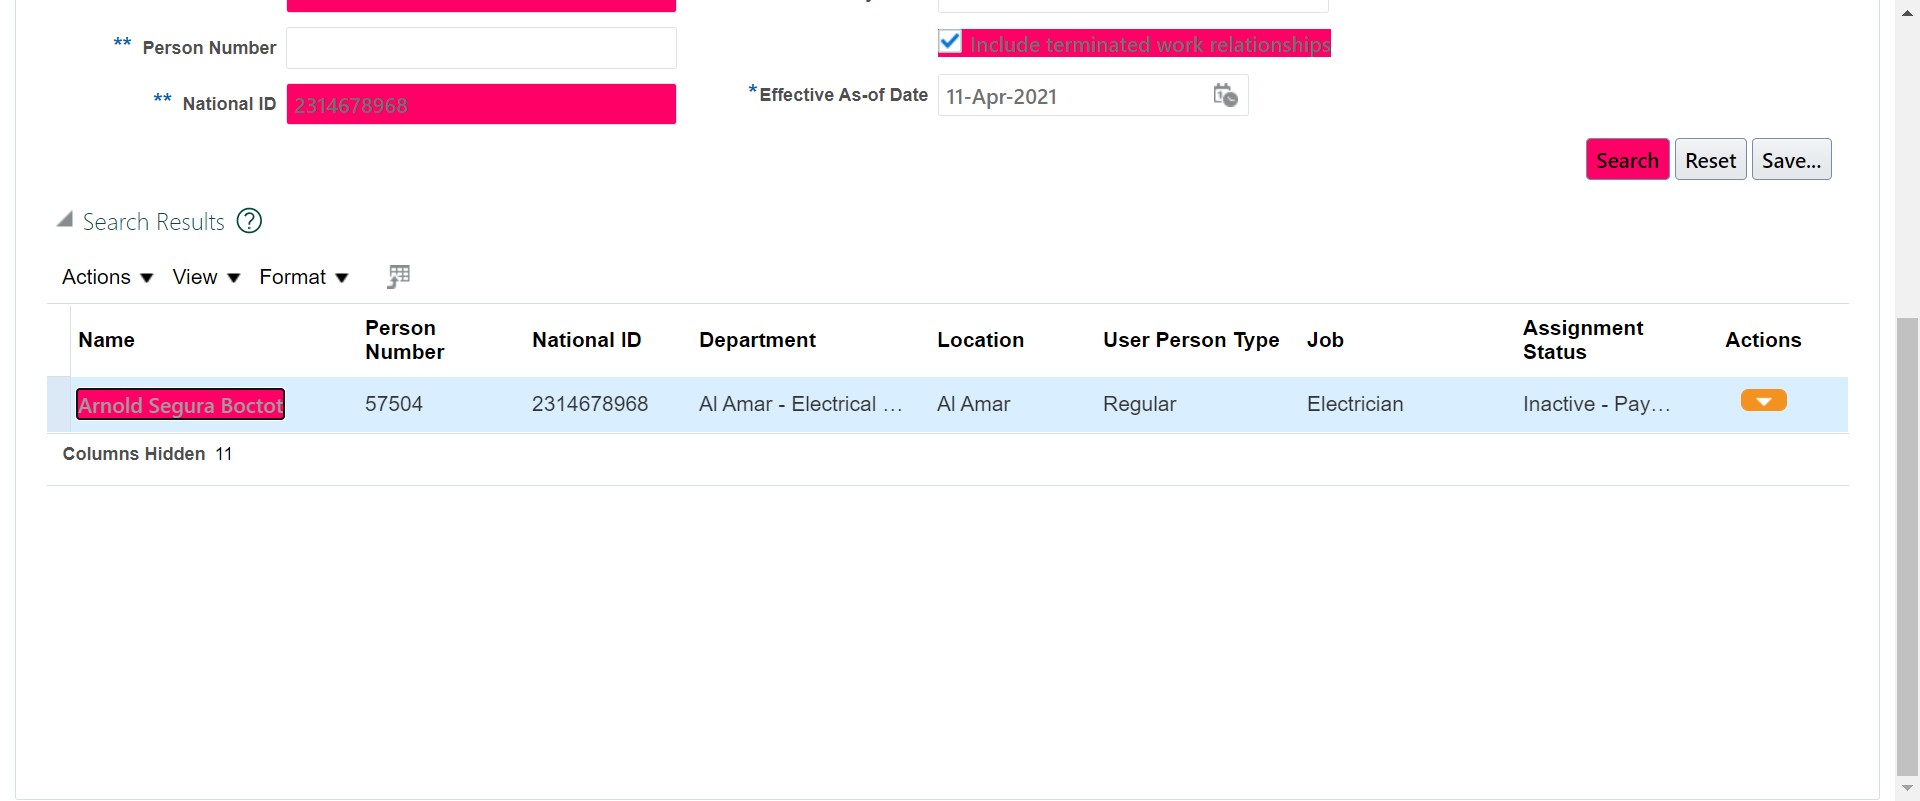 ** Person Number
Include terminated work relationships
** National ID 2314678968
*Effective As-of Date 11-Apr-2021
Search Reset Save...
Search Results ?
Actions View Format
Name Person Number National ID Department Location User Person Type Job Assignment Status Actions
Arnold Segura Boctot 57504 2314678968 Al Amar - Electrical ... Al Amar Regular Electrician Inactive - Pay...
Columns Hidden 11